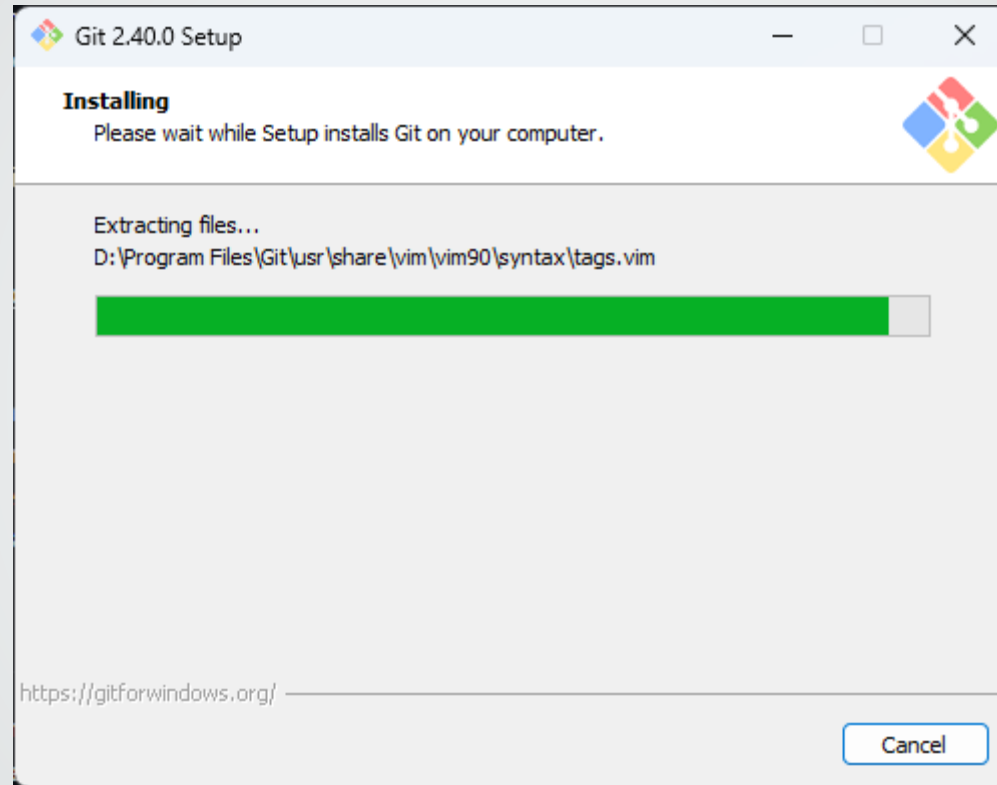 Git 2.40.0 Setup
Installing
Please wait while Setup installs Git on your computer.
Extracting files...
D:\Program Files\Git\usr\share\vim\vim90\syntax\tags.vim
https://gitforwindows.org/
Cancel